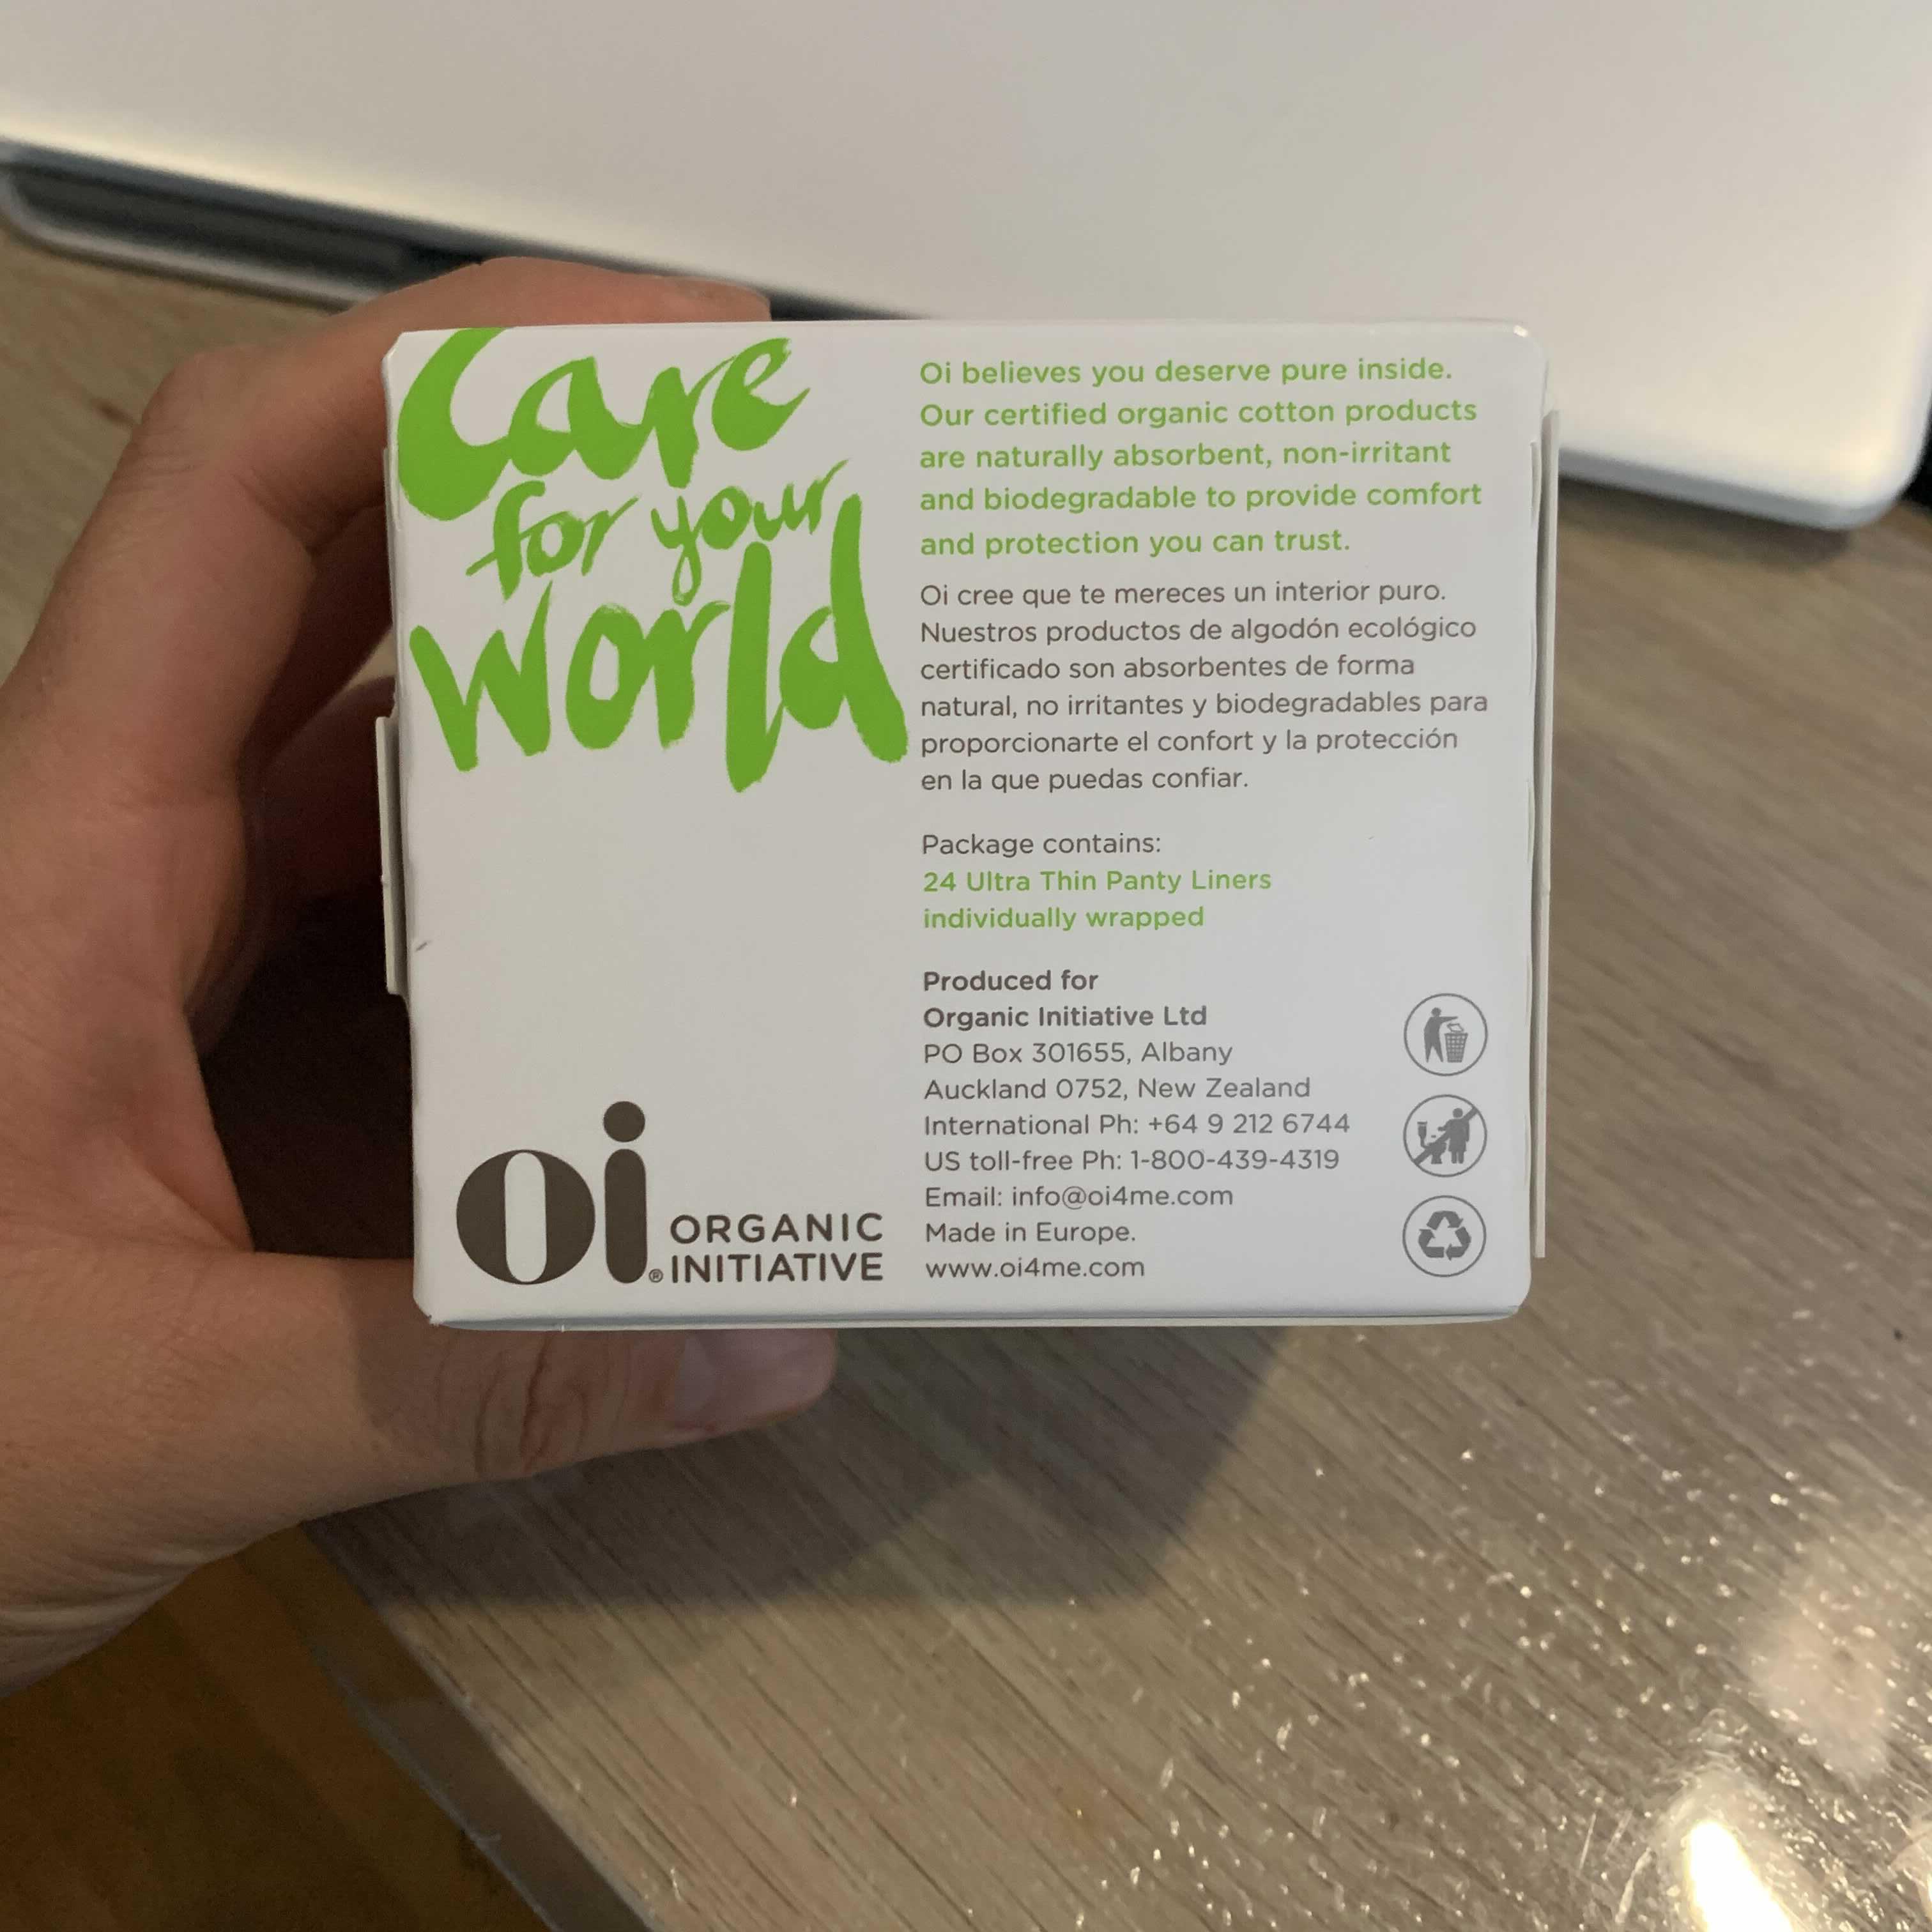 Care
for your
World
Oi believes you deserve pure inside.
Our certified organic cotton products
are naturally absorbent, non-irritant
and biodegradable to provide comfort
and protection you can trust.
Oi cree que te mereces un interior puro.
Nuestros productos de algodón ecológico
certificado son absorbentes de forma
natural, no irritantes y biodegradables para
proporcionarte el confort y la protección
en la que puedas confiar.
Package contains:
24 Ultra Thin Panty Liners
individually wrapped
Produced for
Organic Initiative Ltd
PO Box 301655, Albany
Auckland 0752, New Zealand
International Ph: +64 9 212 6744
US toll-free Ph: 1-800-439-4319
Email: info@oi4me.com
Made in Europe.
www.oi4me.com
oi®
ORGANIC
INITIATIVE